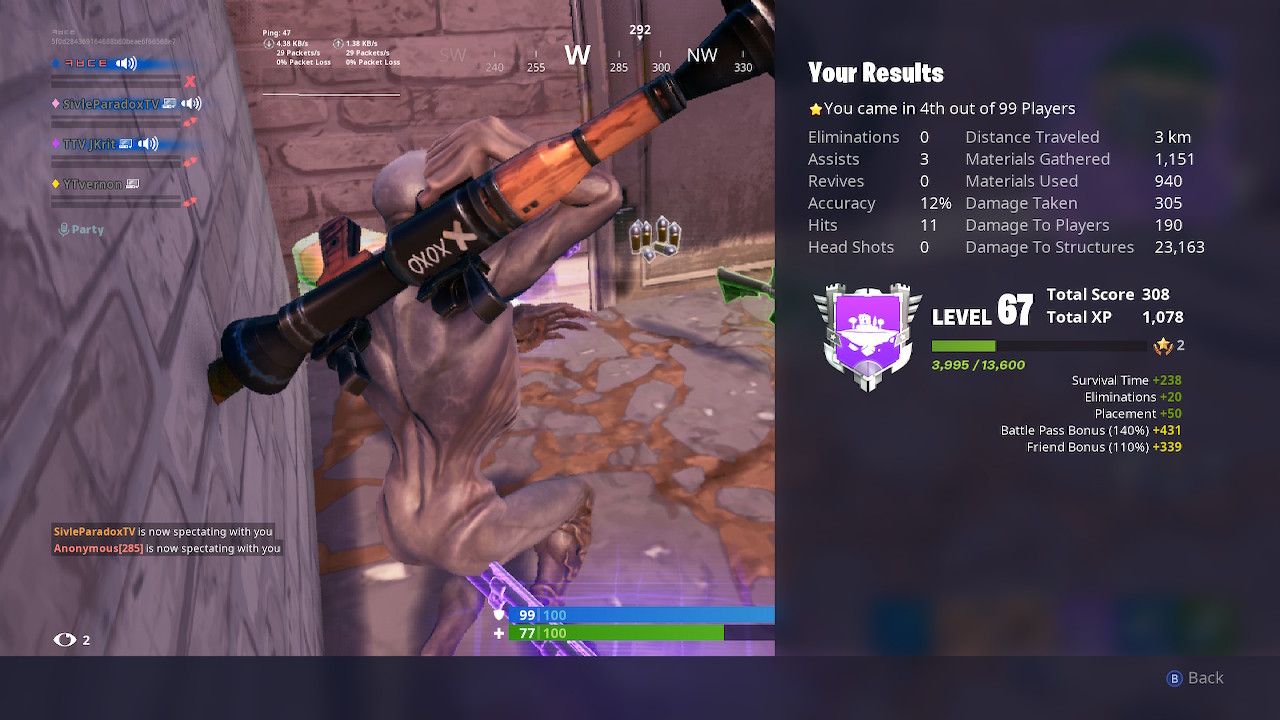 ЯUCE
SivleParadoxTV
TTV.JKrit
YTvernon
Party
Ping: 47
4.38 KB/s 1.38 KB/s
29 Packets/s 29 Packets/s
0% Packet Loss 0% Packet Loss
292
SW W NW
240 255 285 300 330
OXOX X
SivleParadoxTV is now spectating with you
Anonymous[285] is now spectating with you
2
99 | 100
77 | 100
Your Results
You came in 4th out of 99 Players
Eliminations 0 Distance Traveled 3 km
Assists 3 Materials Gathered 1,151
Revives 0 Materials Used 940
Accuracy 12% Damage Taken 305
Hits 11 Damage To Players 190
Head Shots 0 Damage To Structures 23,163
LEVEL 67
Total Score 308
Total XP 1,078
2
3,995 / 13,600
Survival Time +238
Eliminations +20
Placement +50
Battle Pass Bonus (140%) +431
Friend Bonus (110%) +339
B Back